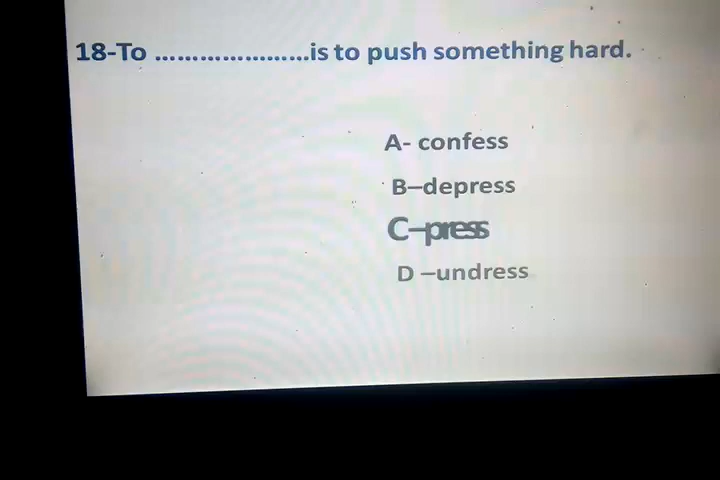 18-To .....................is to push something hard.
A- confess
B–depress
C–press
D –undress